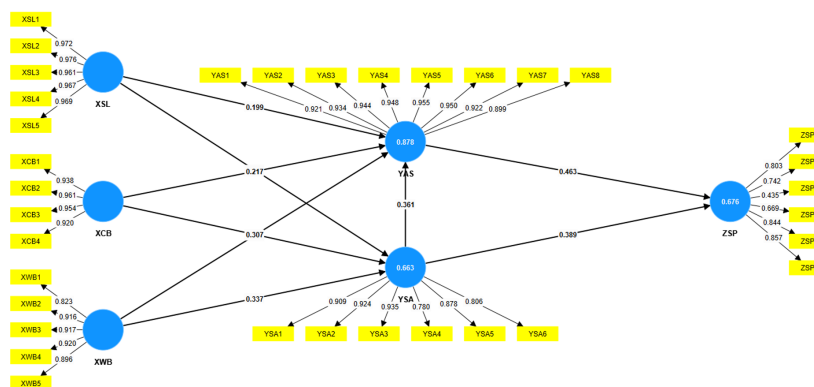 XSL1
XSL2
XSL3
XSL4
XSL5
0.972
0.976
0.961
0.967
0.969
XSL
XCB1
XCB2
XCB3
XCB4
0.938
0.961
0.954
0.920
XCB
XWB1
XWB2
XWB3
XWB4
XWB5
0.823
0.916
0.917
0.920
0.896
XWB
0.199
0.217
0.307
0.337
YAS1 YAS2 YAS3 YAS4 YAS5 YAS6 YAS7 YAS8
0.921 0.934 0.944 0.948 0.955 0.950 0.922 0.899
0.878
YAS
0.361
0.663
YSA
0.909 0.924 0.935 0.780 0.878 0.806
YSA1 YSA2 YSA3 YSA4 YSA5 YSA6
0.463
0.389
0.676
ZSP
0.803
0.742
0.435
0.669
0.844
0.857
ZSP
ZSP
ZSP
ZSP
ZSP
ZSP